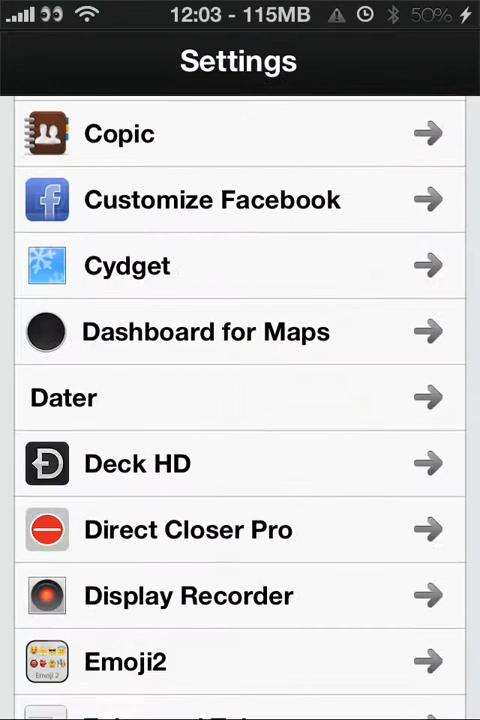 12:03 - 115MB 50%
Settings
Copic
Customize Facebook
Cydget
Dashboard for Maps
Dater
Deck HD
Direct Closer Pro
Display Recorder
Emoji 2
Emoji2